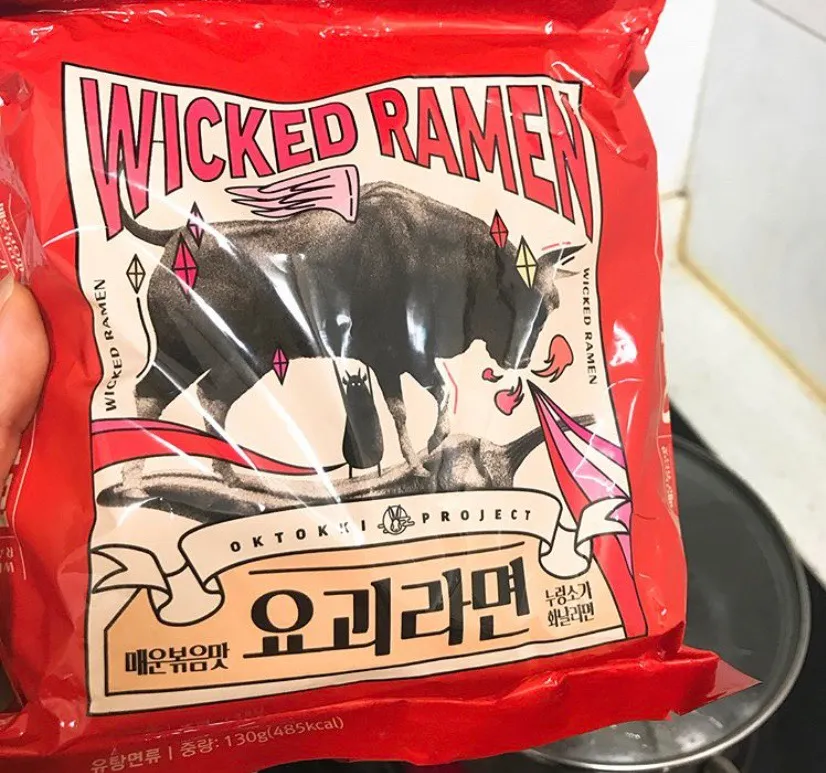 WICKED RAMEN
WICKED RAMEN
WICKED RAMEN
OKTOKKI PROJECT
매운볶음맛
요괴라면
누렁소가
화날라면
유탕면류 | 중량: 130g(485kcal)